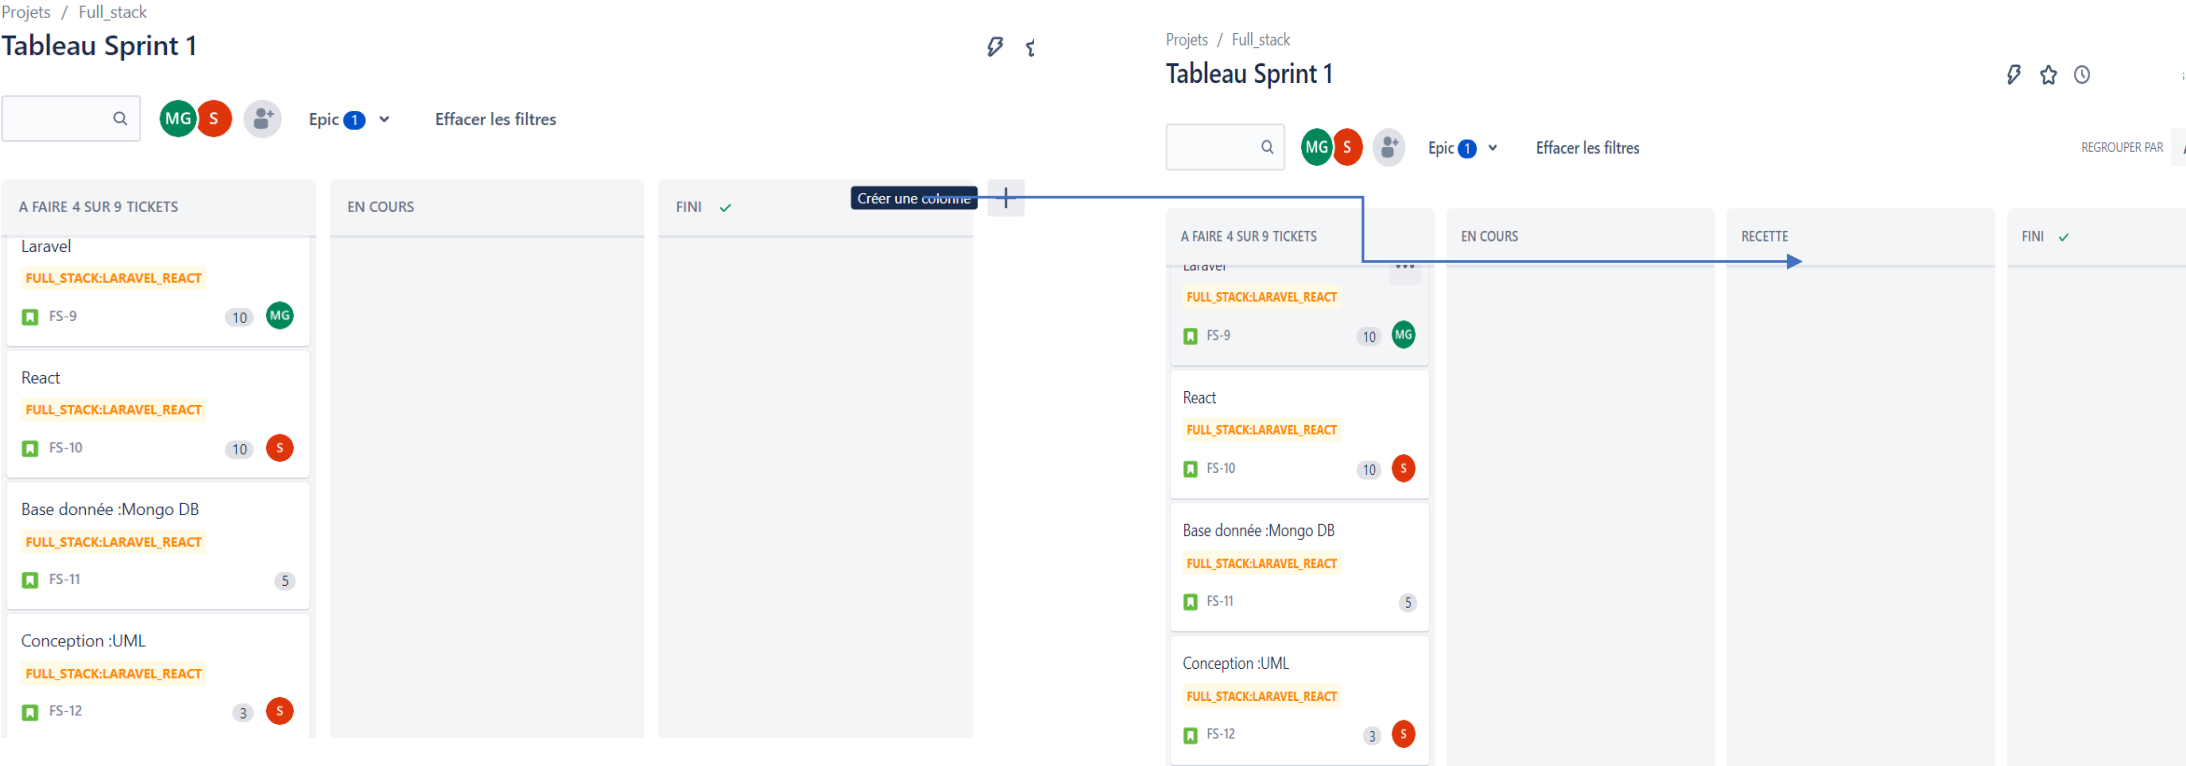 Projets / Full_stack
Tableau Sprint 1
MG S Epic 1 Effacer les filtres
A FAIRE 4 SUR 9 TICKETS
EN COURS
FINI
Créer une colonne
Laravel
FULL_STACK:LARAVEL_REACT
FS-9 10 MG
React
FULL_STACK:LARAVEL_REACT
FS-10 10 S
Base donnée :Mongo DB
FULL_STACK:LARAVEL_REACT
FS-11 5
Conception :UML
FULL_STACK:LARAVEL_REACT
FS-12 3 S
Projets / Full_stack
Tableau Sprint 1
MG S Epic 1 Effacer les filtres
REGROUPER PAR
A FAIRE 4 SUR 9 TICKETS
EN COURS
RECETTE
FINI
Laravel
FULL_STACK:LARAVEL_REACT
FS-9 10 MG
React
FULL_STACK:LARAVEL_REACT
FS-10 10 S
Base donnée :Mongo DB
FULL_STACK:LARAVEL_REACT
FS-11 5
Conception :UML
FULL_STACK:LARAVEL_REACT
FS-12 3 S